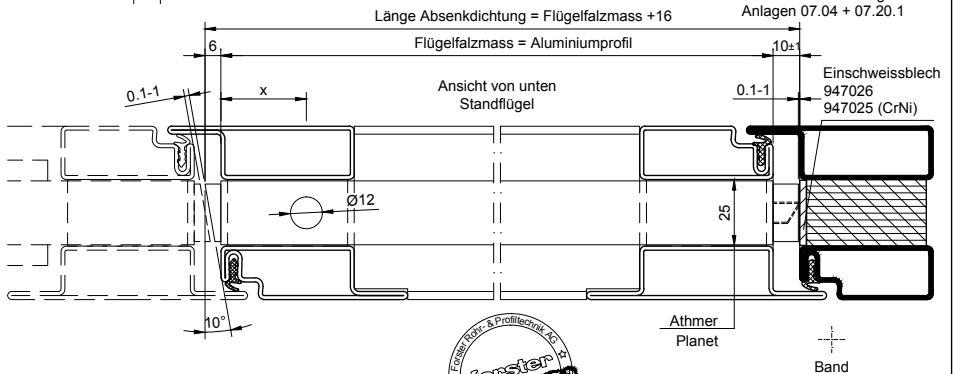 Anlagen 07.04 + 07.20.1
Länge Absenkdichtung = Flügelfalzmass +16
6
Flügelfalzmass = Aluminiumprofil
10±1
Einschweissblech
947026
947025 (CrNi)
0.1-1
x
Ansicht von unten
Standflügel
0.1-1
Ø12
25
10°
Athmer
Planet
Band
Forster Rohr- & Profiltechnik AG
forster